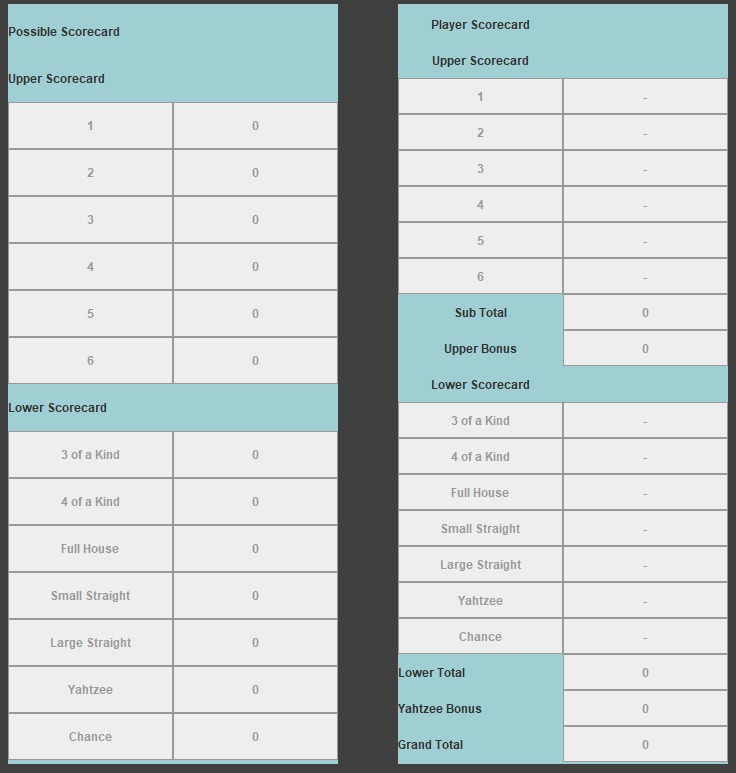 Possible Scorecard
Upper Scorecard
1 0
2 0
3 0
4 0
5 0
6 0
Lower Scorecard
3 of a Kind 0
4 of a Kind 0
Full House 0
Small Straight 0
Large Straight 0
Yahtzee 0
Chance 0
Player Scorecard
Upper Scorecard
1 -
2 -
3 -
4 -
5 -
6 -
Sub Total 0
Upper Bonus 0
Lower Scorecard
3 of a Kind -
4 of a Kind -
Full House -
Small Straight -
Large Straight -
Yahtzee -
Chance -
Lower Total 0
Yahtzee Bonus 0
Grand Total 0